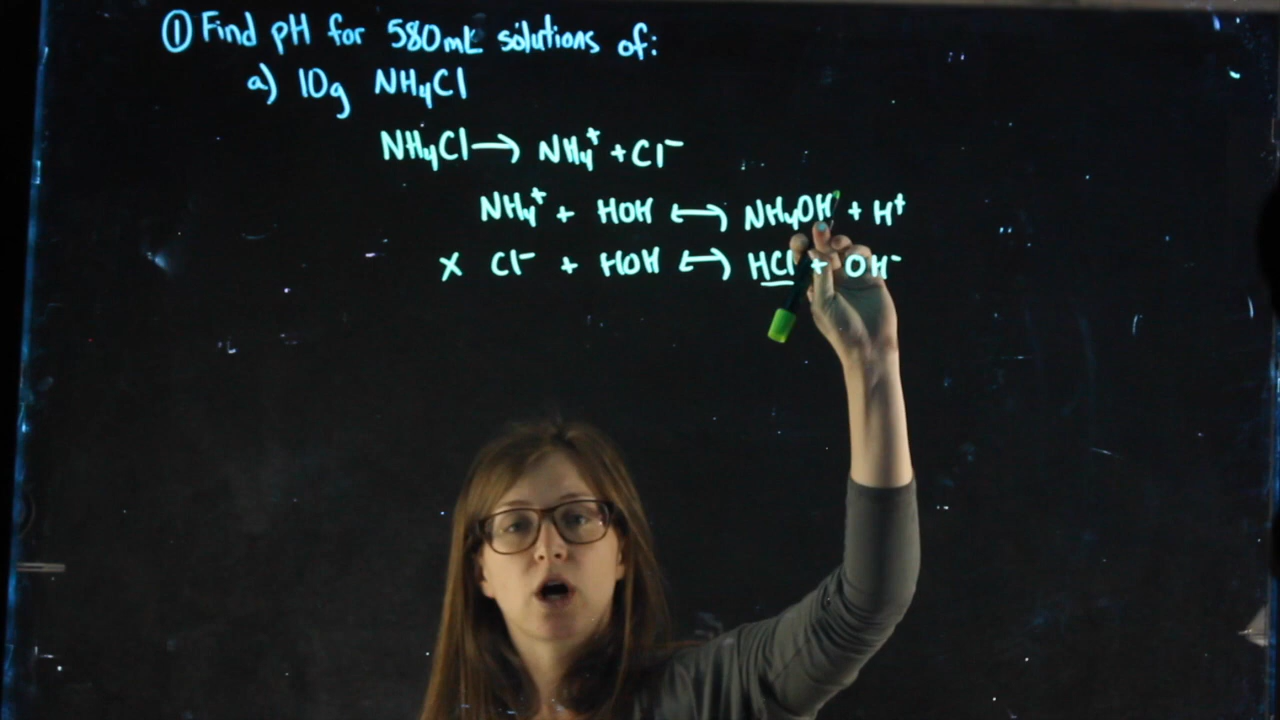 ① Find pH for 580mL solutions of:
a) 10g NH₄Cl
NH₄Cl → NH₄⁺ + Cl⁻
NH₄⁺ + HOH ↔ NH₄OH + H⁺
X Cl⁻ + HOH ↔ HCl + OH⁻